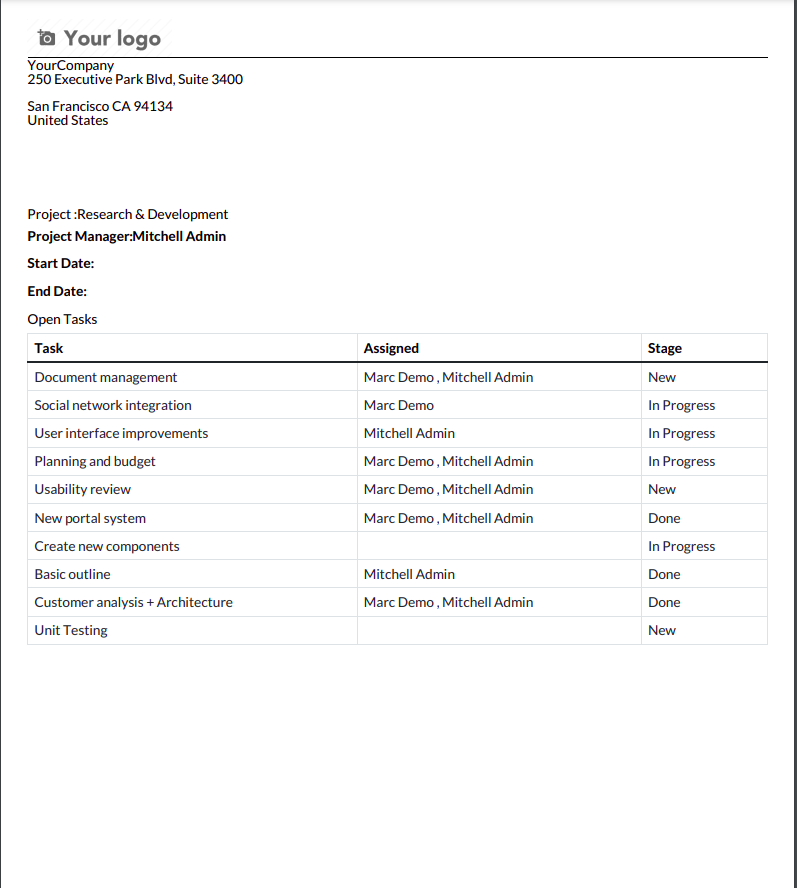 Your logo
YourCompany
250 Executive Park Blvd, Suite 3400
San Francisco CA 94134
United States
Project :Research & Development
Project Manager:Mitchell Admin
Start Date:
End Date:
Open Tasks
Task Assigned Stage
Document management Marc Demo , Mitchell Admin New
Social network integration Marc Demo In Progress
User interface improvements Mitchell Admin In Progress
Planning and budget Marc Demo , Mitchell Admin In Progress
Usability review Marc Demo , Mitchell Admin New
New portal system Marc Demo , Mitchell Admin Done
Create new components In Progress
Basic outline Mitchell Admin Done
Customer analysis + Architecture Marc Demo , Mitchell Admin Done
Unit Testing New